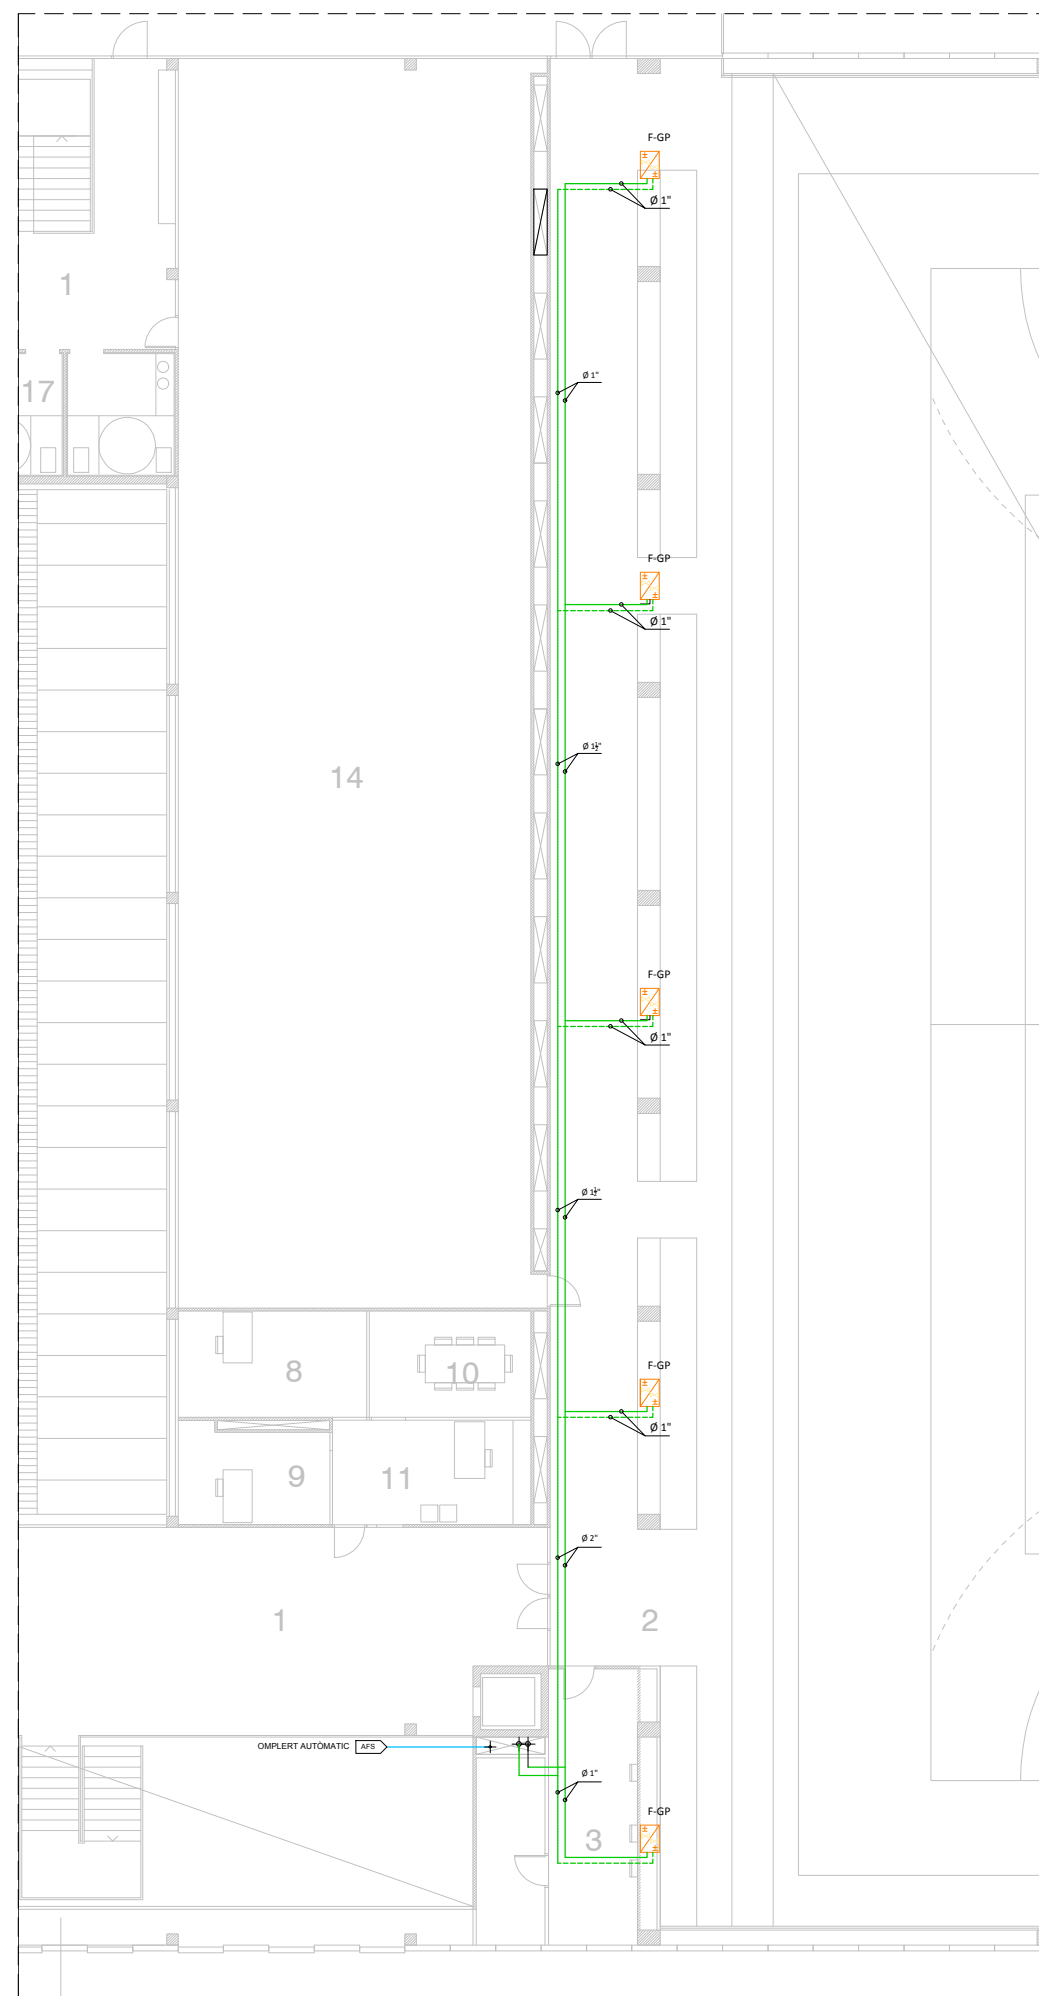 F-GP
Ø 1"
1
Ø 1"
17
F-GP
Ø 1"
Ø 1½"
14
F-GP
Ø 1"
Ø 1½"
F-GP
8
10
Ø 1"
9
11
Ø 2"
1
2
OMPLERT AUTÒMATIC AFS
Ø 1"
F-GP
3